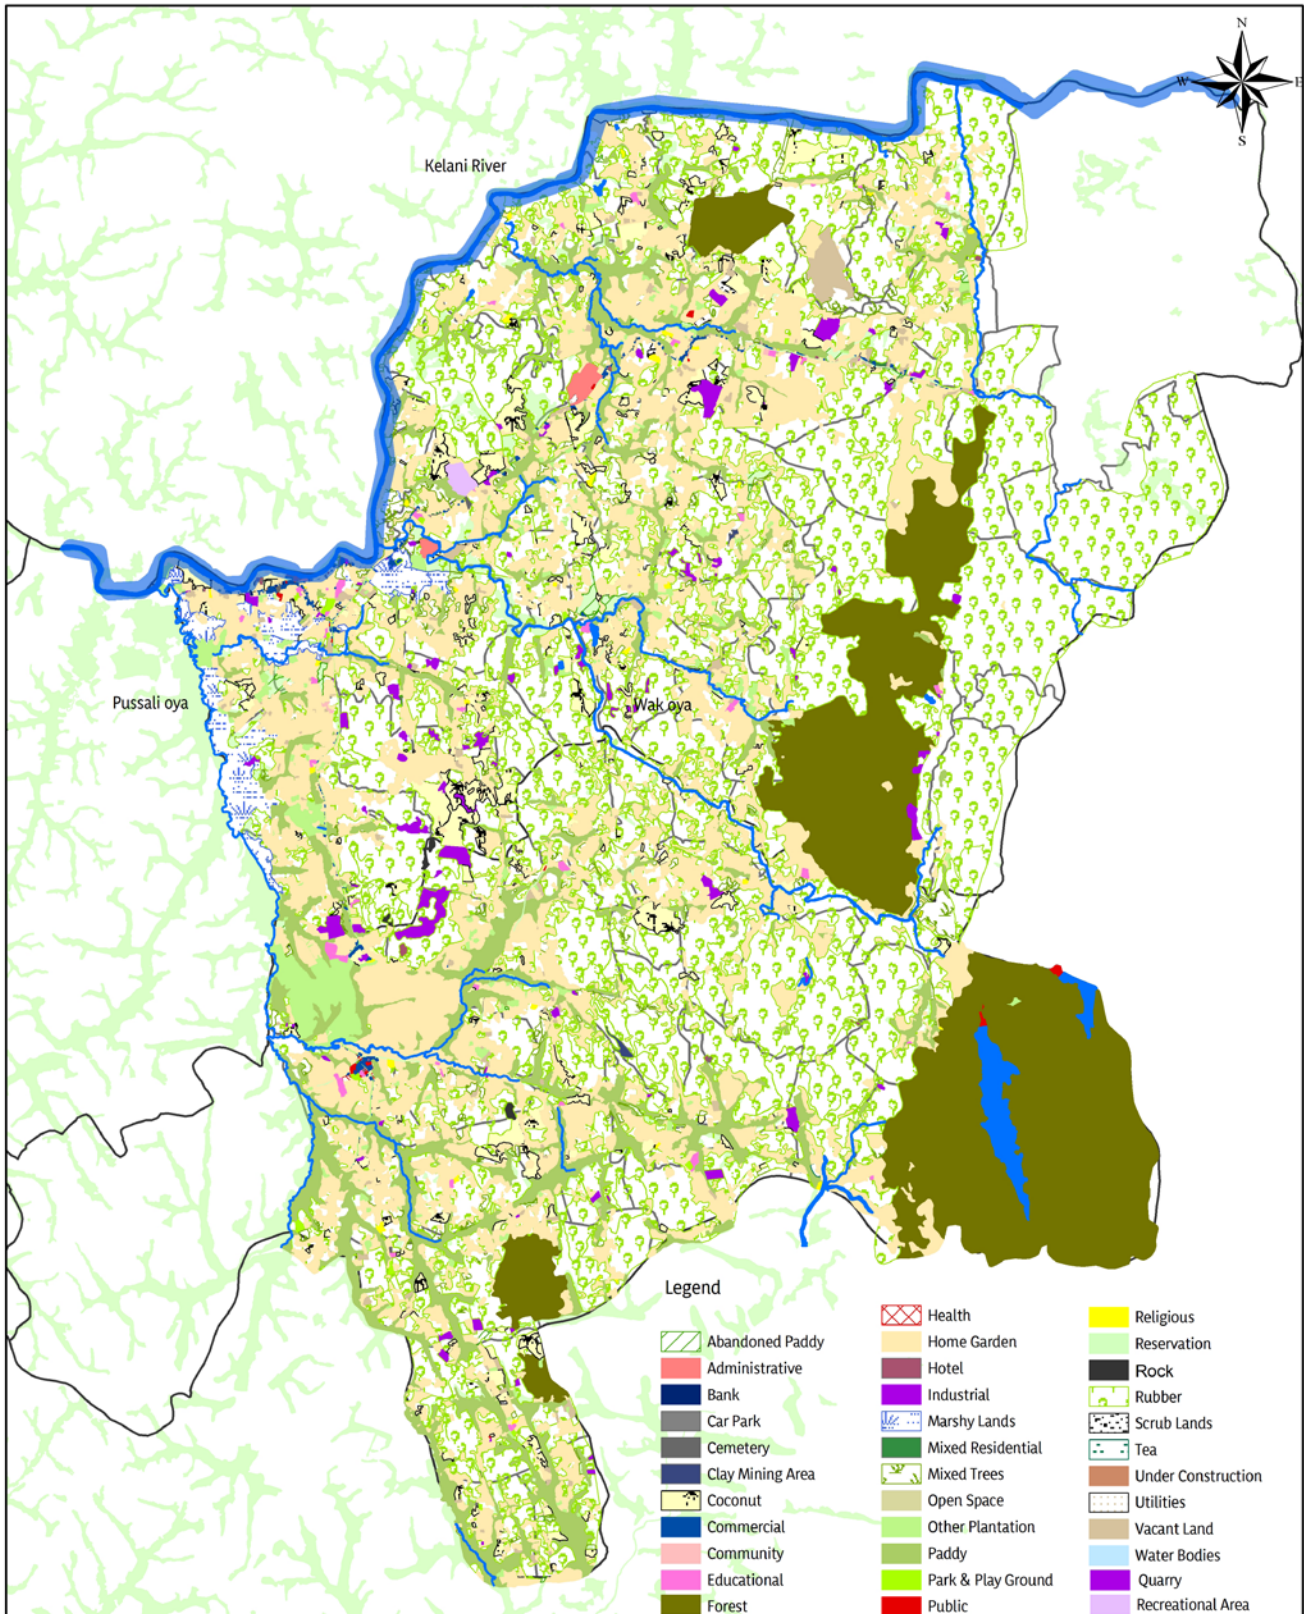 N
W
E
S
Kelani River
Pussali oya
Wak oya
Legend
Abandoned Paddy
Administrative
Bank
Car Park
Cemetery
Clay Mining Area
Coconut
Commercial
Community
Educational
Forest
Health
Home Garden
Hotel
Industrial
Marshy Lands
Mixed Residential
Mixed Trees
Open Space
Other Plantation
Paddy
Park & Play Ground
Public
Religious
Reservation
Rock
Rubber
Scrub Lands
Tea
Under Construction
Utilities
Vacant Land
Water Bodies
Quarry
Recreational Area